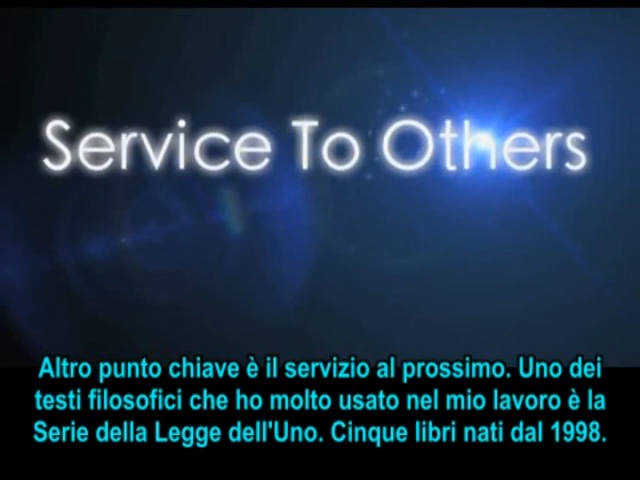 Service To Others
Altro punto chiave è il servizio al prossimo. Uno dei
testi filosofici che ho molto usato nel mio lavoro è la
Serie della Legge dell'Uno. Cinque libri nati dal 1998.